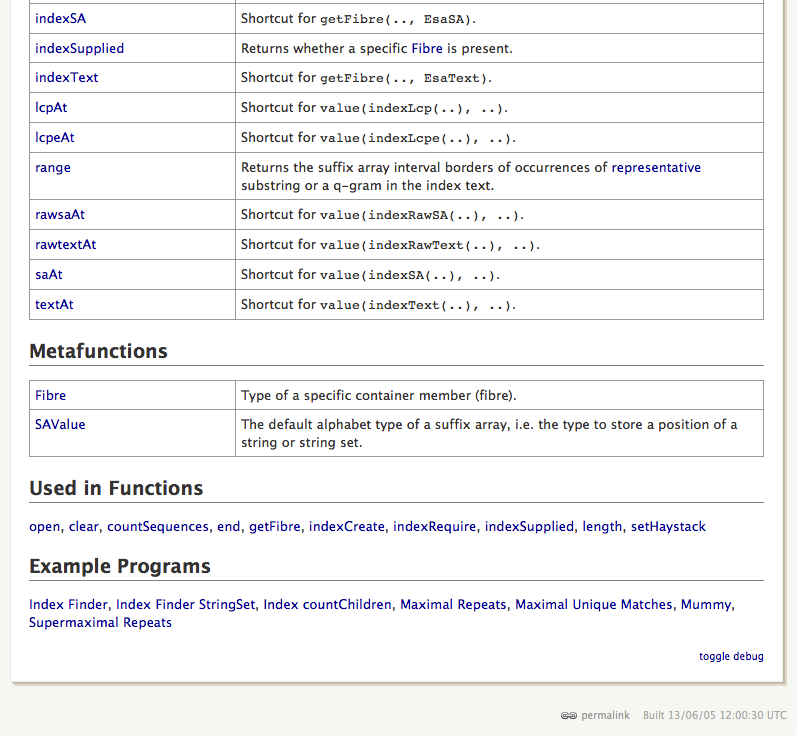 indexSA Shortcut for getFibre(.., EsaSA).
indexSupplied Returns whether a specific Fibre is present.
indexText Shortcut for getFibre(.., EsaText).
lcpAt Shortcut for value(indexLcp(..), ..).
lcpeAt Shortcut for value(indexLcpe(..), ..).
range Returns the suffix array interval borders of occurrences of representative
substring or a q-gram in the index text.
rawsaAt Shortcut for value(indexRawSA(..), ..).
rawtextAt Shortcut for value(indexRawText(..), ..).
saAt Shortcut for value(indexSA(..), ..).
textAt Shortcut for value(indexText(..), ..).
Metafunctions
Fibre Type of a specific container member (fibre).
SAValue The default alphabet type of a suffix array, i.e. the type to store a position of a
string or string set.
Used in Functions
open, clear, countSequences, end, getFibre, indexCreate, indexRequire, indexSupplied, length, setHaystack
Example Programs
Index Finder, Index Finder StringSet, Index countChildren, Maximal Repeats, Maximal Unique Matches, Mummy,
Supermaximal Repeats
toggle debug
permalink Built 13/06/05 12:00:30 UTC